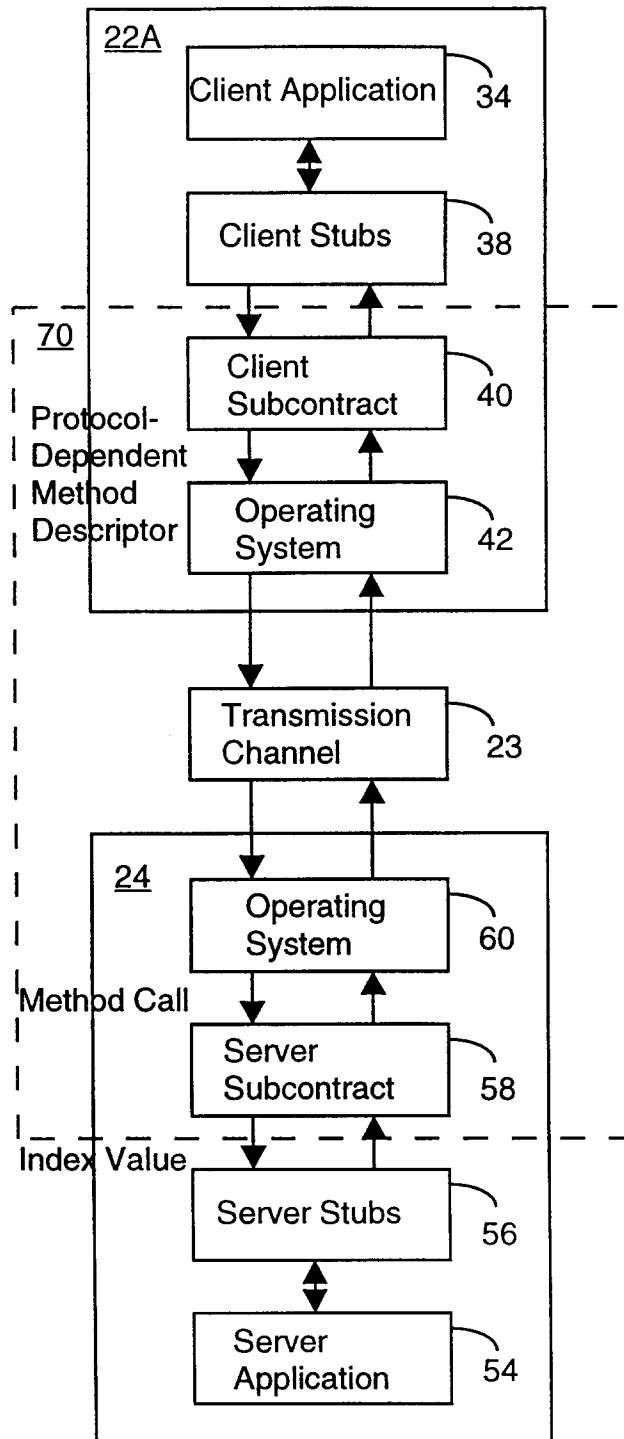 22A
Client Application
34
Client Stubs
38
70
Client
Subcontract
40
Protocol-
Dependent
Method
Descriptor
Operating
System
42
Transmission
Channel
23
24
Operating
System
60
Method Call
Server
Subcontract
58
Index Value
Server Stubs
56
Server
Application
54